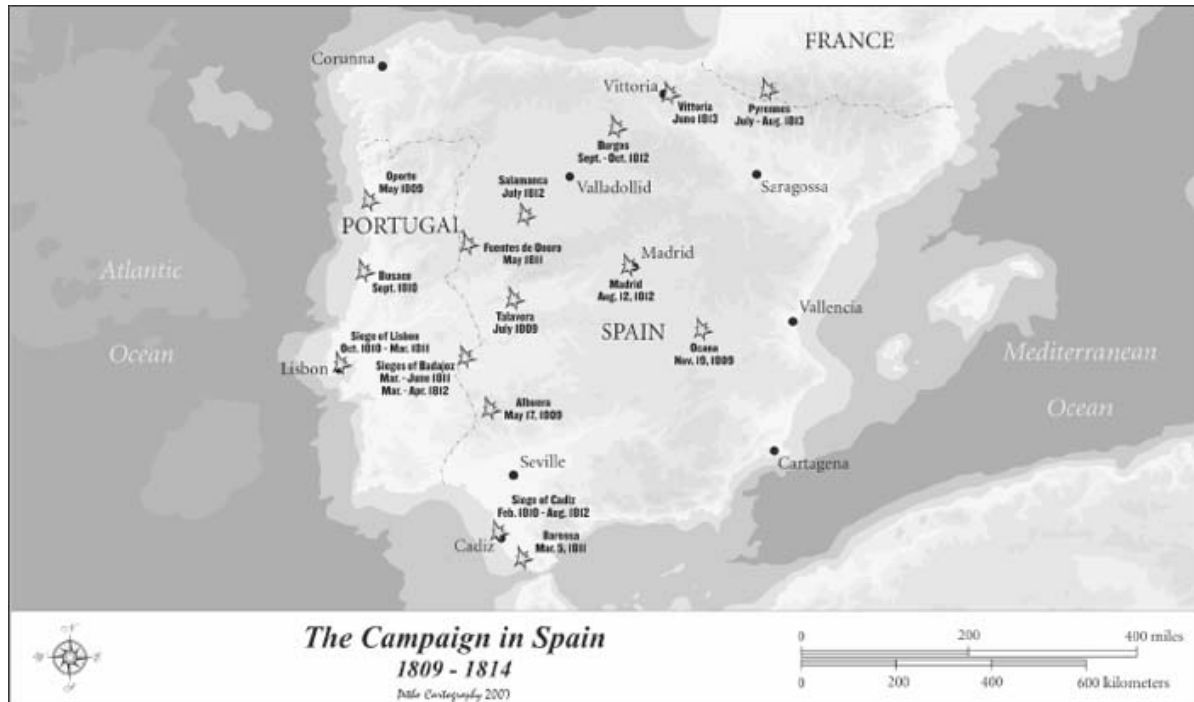 FRANCE
Corunna
Vittoria
Vittoria
June 1813
Pyrennes
July - Aug. 1813
Burgos
Sept. - Oct. 1812
Oporto
May 1809
Salamanca
July 1812
Valladollid
Saragossa
PORTUGAL
Fuentes de Onoro
May 1811
Madrid
Madrid
Aug. 12, 1812
Atlantic
Ocean
Busaco
Sept. 1810
Talavera
July 1809
SPAIN
Vallencia
Ocana
Nov. 19, 1809
Mediterranean
Ocean
Siege of Lisbon
Oct. 1810 - Mar. 1811
Lisbon
Sieges of Badajoz
Mar. - June 1811
Mar. - Apr. 1812
Albuera
May 17, 1809
Seville
Cartagena
Siege of Cadiz
Feb. 1810 - Aug. 1812
Cadiz
Barossa
Mar. 5, 1811
N
W
E
S
The Campaign in Spain
1809 - 1814
Cartography
0 200 400 miles
0 200 400 600 kilometers